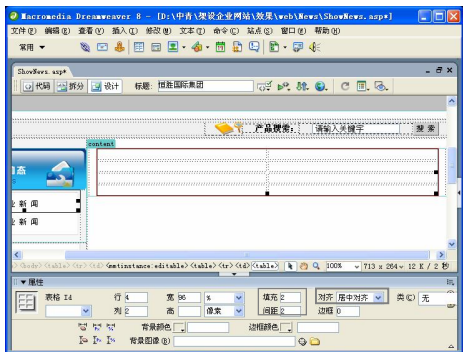 Macromedia Dreamweaver 8 - [D:\中青\架设企业网站\效果\web\News\ShowNews.asp*]
文件(F) 编辑(E) 查看(V) 插入(I) 修改(M) 文本(T) 命令(C) 站点(S) 窗口(W) 帮助(H)
常用
ShowNews.asp*
代码 拆分 设计 标题: 恒胜国际集团
产品搜索: 请输入关键字 搜 索
content
态
业 新 闻
业 新 闻
<body> <table> <tr> <td> <mmtinstance:editable> <table> <tr> <td> <table> 100% 713 x 264 12 K / 2 秒
属性
表格 Id 行 4 宽 96 % 填充 2 对齐 居中对齐 类(C) 无
列 2 高 像素 间距 2 边框 0
背景颜色 边框颜色
背景图像(B)